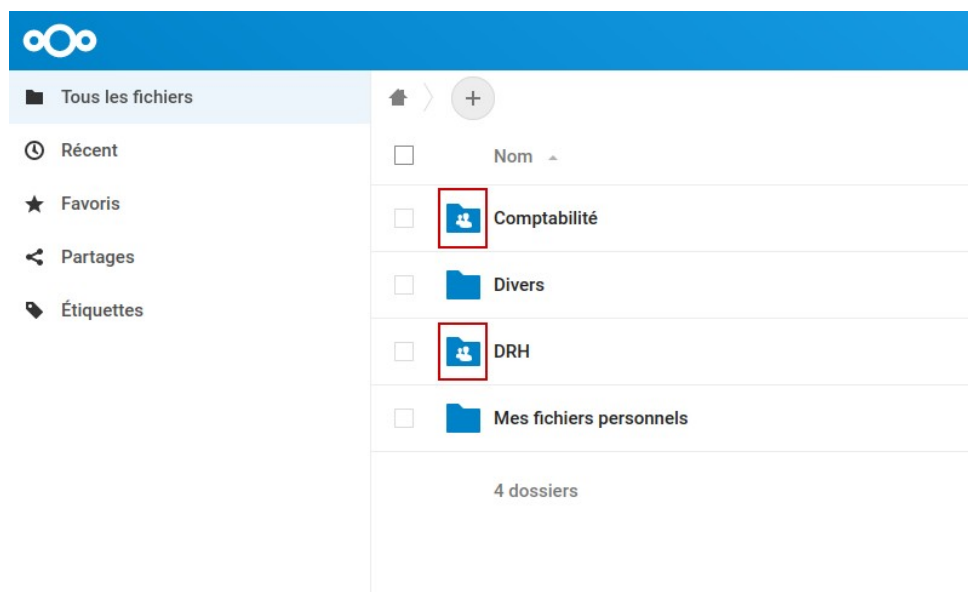 Tous les fichiers
Récent
Favoris
Partages
Étiquettes
Nom
Comptabilité
Divers
DRH
Mes fichiers personnels
4 dossiers